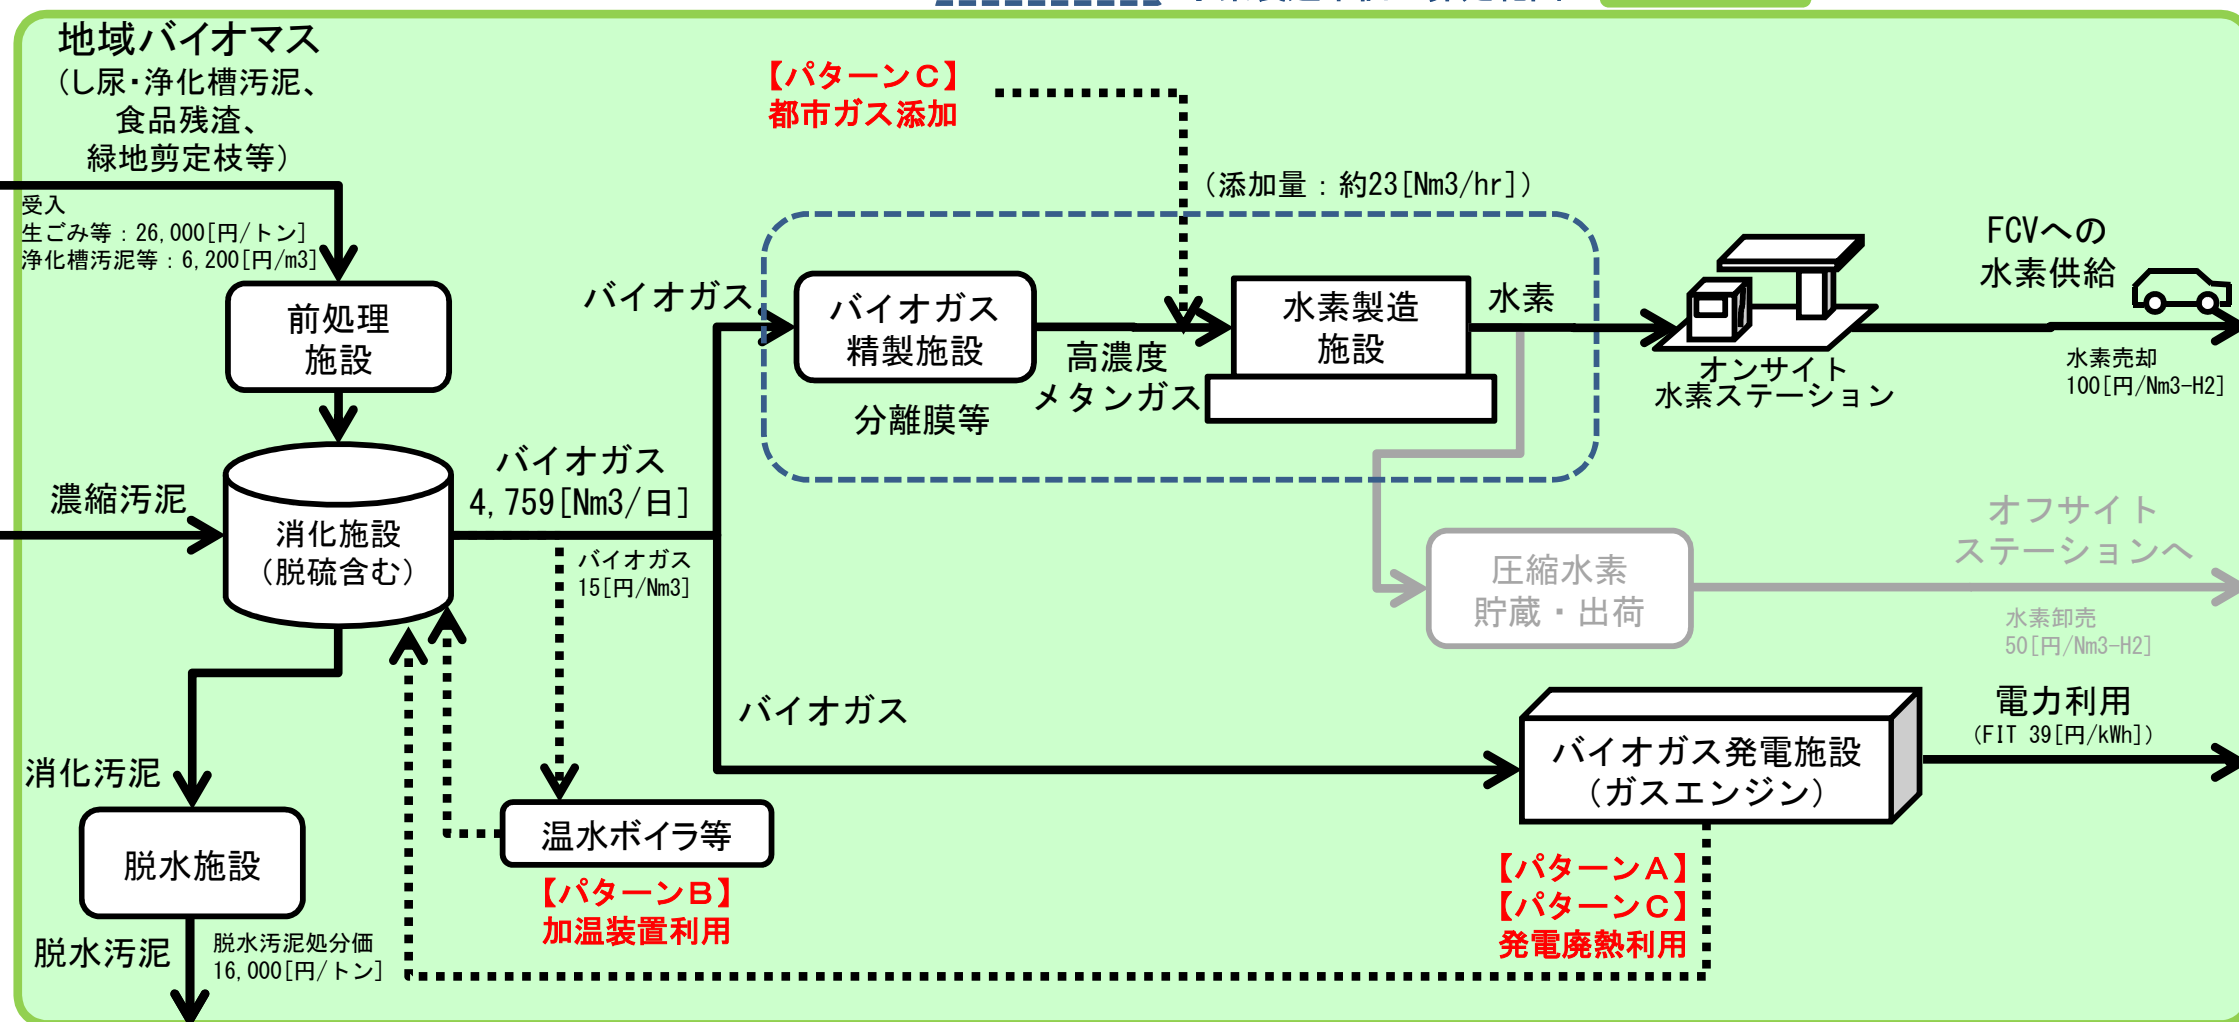 地域バイオマス
（し尿・浄化槽汚泥、
食品残渣、
緑地剪定枝等）
受入
生ごみ等：26,000[円/トン]
浄化槽汚泥等：6,200[円/m3]
前処理
施設
濃縮汚泥
消化施設
（脱硫含む）
バイオガス
4,759[Nm3/日]
バイオガス
15[円/Nm3]
消化汚泥
脱水施設
脱水汚泥
脱水汚泥処分価
16,000[円/トン]
温水ボイラ等
【パターンＢ】
加温装置利用
【パターンＣ】
都市ガス添加
（添加量：約23[Nm3/hr]）
バイオガス
バイオガス
精製施設
分離膜等
高濃度
メタンガス
水素製造
施設
水素
オンサイト
水素ステーション
FCVへの
水素供給
水素売却
100[円/Nm3-H2]
圧縮水素
貯蔵・出荷
オフサイト
ステーションへ
水素卸売
50[円/Nm3-H2]
バイオガス
バイオガス発電施設
（ガスエンジン）
電力利用
(FIT 39[円/kWh])
【パターンＡ】
【パターンＣ】
発電廃熱利用